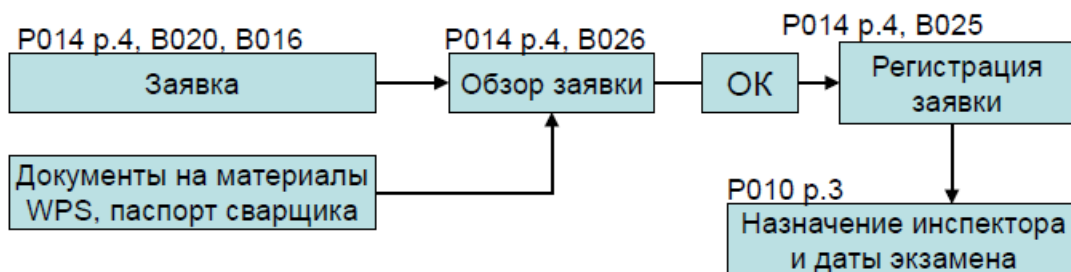 P014 p.4, B020, B016
Заявка
P014 p.4, B026
Обзор заявки
ОК
P014 p.4, B025
Регистрация
заявки
Документы на материалы
WPS, паспорт сварщика
P010 p.3
Назначение инспектора
и даты экзамена